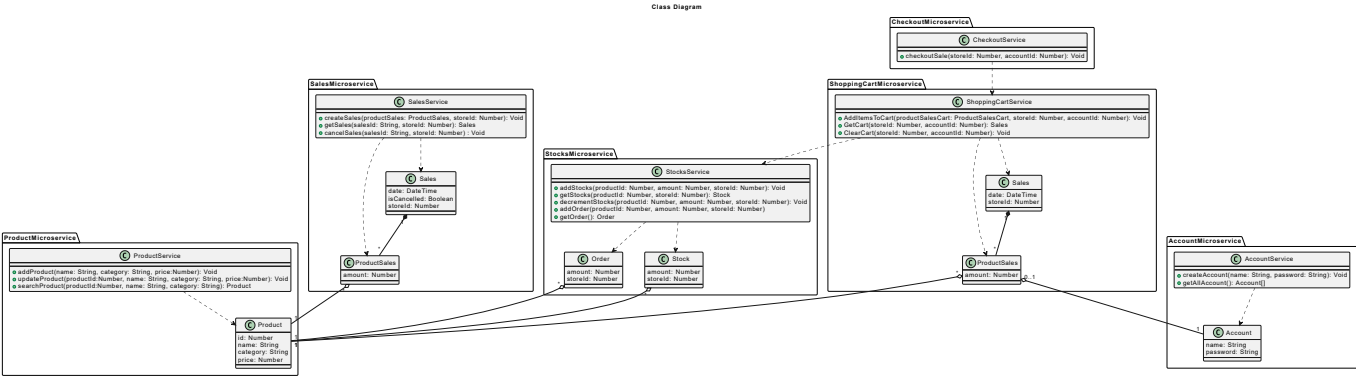 Class Diagram
CheckoutMicroservice
C CheckoutService
checkoutSale(storeId: Number, accountId: Number): Void
SalesMicroservice
C SalesService
createSales(productSales: ProductSales, storeId: Number): Void
getSales(salesId: String, storeId: Number): Sales
cancelSales(salesId: String, storeId: Number) : Void
C Sales
date: DateTime
isCancelled: Boolean
storeId: Number
*
C ProductSales
amount: Number
ShoppingCartMicroservice
C ShoppingCartService
AddItemsToCart(productSalesCart: ProductSalesCart, storeId: Number, accountId: Number): Void
GetCart(storeId: Number, accountId: Number): Sales
ClearCart(storeId: Number, accountId: Number): Void
C Sales
date: DateTime
storeId: Number
*
C ProductSales
amount: Number
*
0..1
StocksMicroservice
C StocksService
addStocks(productId: Number, amount: Number, storeId: Number): Void
getStocks(productId: Number, storeId: Number): Stock
decrementStocks(productId: Number, amount: Number, storeId: Number): Void
addOrder(productId: Number, amount: Number, storeId: Number)
getOrder(): Order
C Order
amount: Number
storeId: Number
*
C Stock
amount: Number
storeId: Number
ProductMicroservice
C ProductService
addProduct(name: String, category: String, price:Number): Void
updateProduct(productId:Number, name: String, category: String, price: Number): Void
searchProduct(productId:Number, name: String, category: String): Product
C Product
id: Number
name: String
category: String
price: Number
1
1
AccountMicroservice
C AccountService
createAccount(name: String, password: String): Void
getAllAccount(): Account[]
1
C Account
name: String
password: String